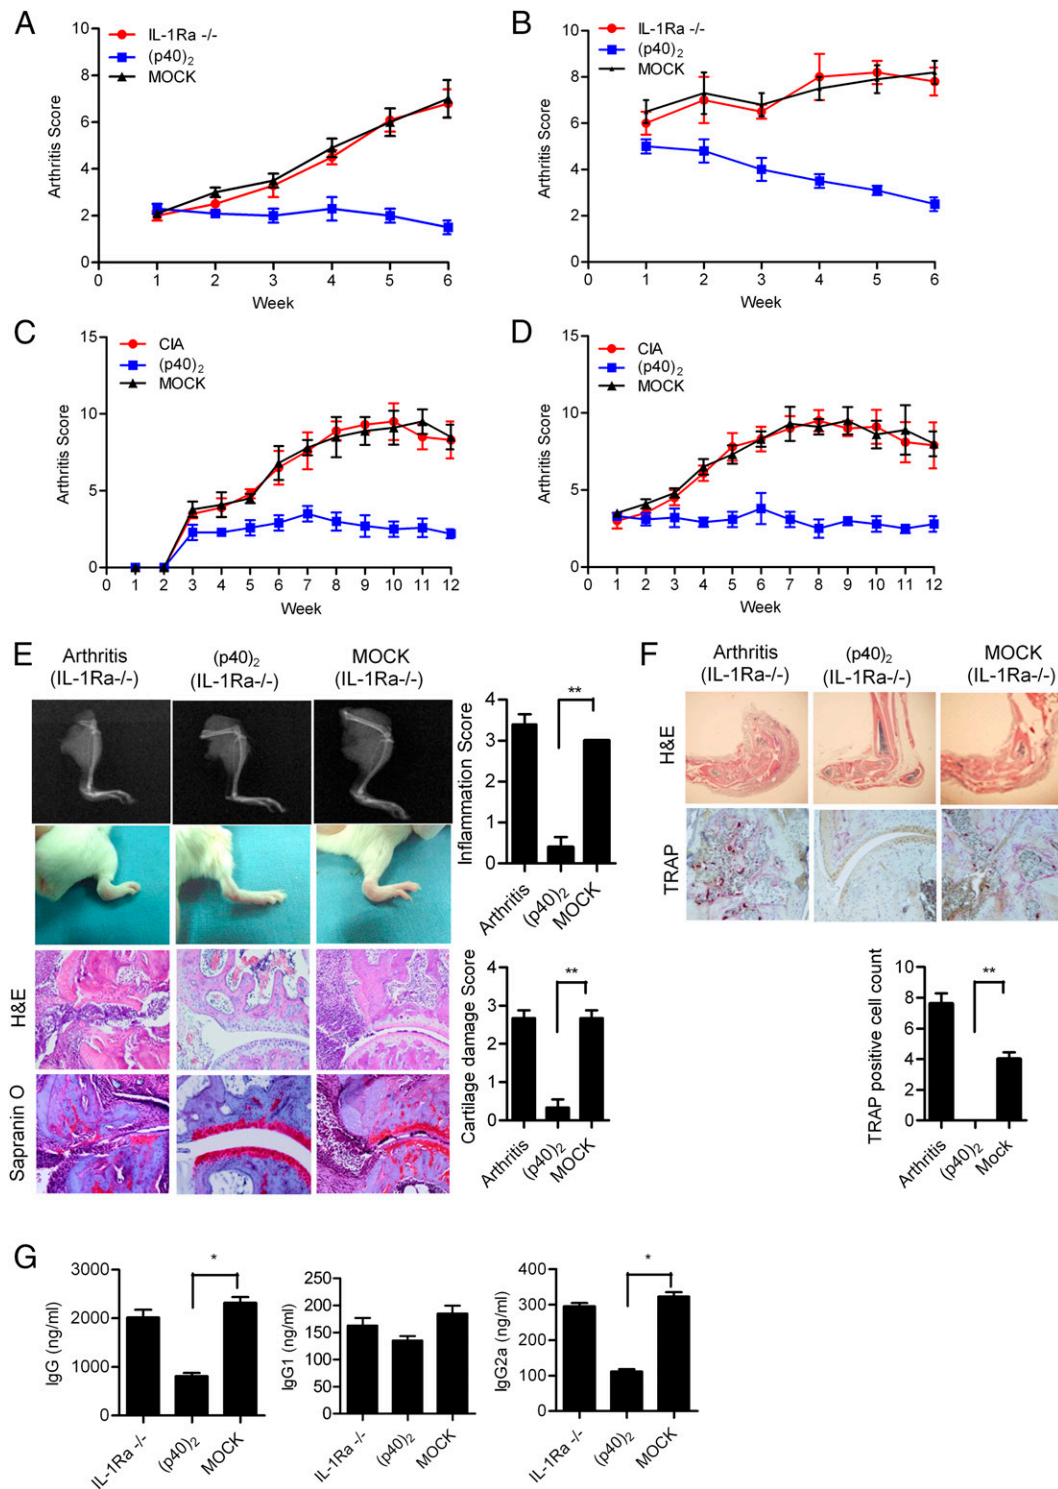 A
IL-1Ra -/-
(p40)₂
MOCK
Arthritis Score
10
8
6
4
2
0
0 1 2 3 4 5 6
Week
B
IL-1Ra -/-
(p40)₂
MOCK
Arthritis Score
10
8
6
4
2
0
0 1 2 3 4 5 6
Week
C
CIA
(p40)₂
MOCK
Arthritis Score
15
10
5
0
0 1 2 3 4 5 6 7 8 9 10 11 12
Week
D
CIA
(p40)₂
MOCK
Arthritis Score
15
10
5
0
0 1 2 3 4 5 6 7 8 9 10 11 12
Week
E
Arthritis
(IL-1Ra-/-)
(p40)₂
(IL-1Ra-/-)
MOCK
(IL-1Ra-/-)
H&E
Sapranin O
Inflammation Score
4
3
2
1
0
**
Arthritis
(p40)₂
MOCK
Cartilage damage Score
4
3
2
1
0
**
Arthritis
(p40)₂
MOCK
F
Arthritis
(IL-1Ra-/-)
(p40)₂
(IL-1Ra-/-)
MOCK
(IL-1Ra-/-)
H&E
TRAP
TRAP positive cell count
10
8
6
4
2
0
**
Arthritis
(p40)₂
Mock
G
IgG (ng/ml)
3000
2000
1000
0
*
IL-1Ra -/-
(p40)₂
MOCK
IgG1 (ng/ml)
250
200
150
100
50
0
IL-1Ra -/-
(p40)₂
MOCK
IgG2a (ng/ml)
400
300
200
100
0
*
IL-1Ra -/-
(p40)₂
MOCK